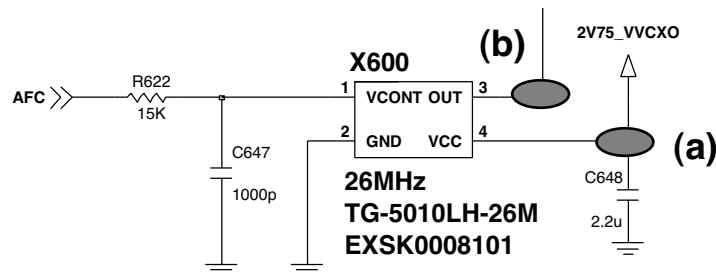 (b)
2V75_VVCXO
X600
R622
AFC
1
VCONT OUT
3
15K
2
GND VCC
4
(a)
C647
1000p
C648
2.2u
26MHz
TG-5010LH-26M
EXSK0008101